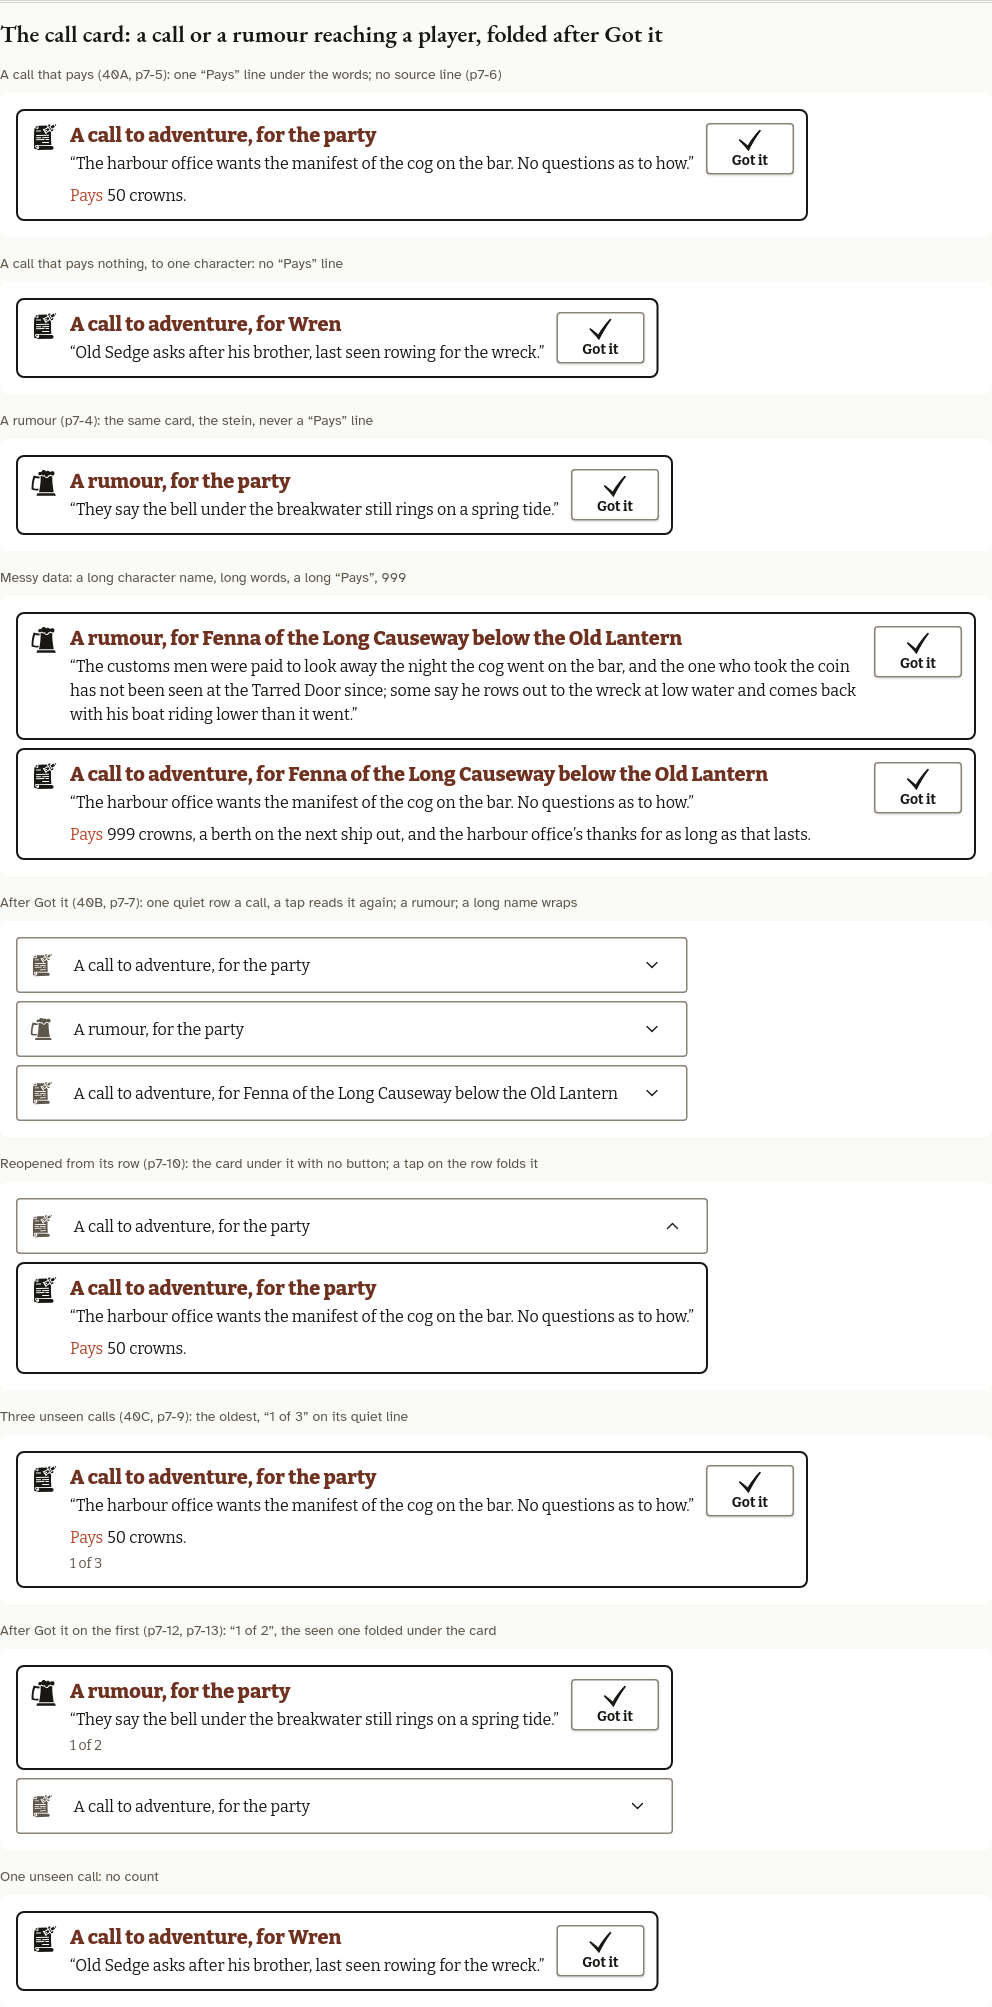 The call card: a call or a rumour reaching a player, folded after Got it
A call that pays (40A, p7-5): one “Pays” line under the words; no source line (p7-6)
A call to adventure, for the party
“The harbour office wants the manifest of the cog on the bar. No questions as to how.”
Got it
Pays 50 crowns.
A call that pays nothing, to one character: no “Pays” line
A call to adventure, for Wren
“Old Sedge asks after his brother, last seen rowing for the wreck.”
Got it
A rumour (p7-4): the same card, the stein, never a “Pays” line
A rumour, for the party
“They say the bell under the breakwater still rings on a spring tide.”
Got it
Messy data: a long character name, long words, a long “Pays”, 999
A rumour, for Fenna of the Long Causeway below the Old Lantern
“The customs men were paid to look away the night the cog went on the bar, and the one who took the coin
has not been seen at the Tarred Door since; some say he rows out to the wreck at low water and comes back
with his boat riding lower than it went.”
Got it
A call to adventure, for Fenna of the Long Causeway below the Old Lantern
“The harbour office wants the manifest of the cog on the bar. No questions as to how.”
Got it
Pays 999 crowns, a berth on the next ship out, and the harbour office’s thanks for as long as that lasts.
After Got it (40B, p7-7): one quiet row a call, a tap reads it again; a rumour; a long name wraps
A call to adventure, for the party
A rumour, for the party
A call to adventure, for Fenna of the Long Causeway below the Old Lantern
Reopened from its row (p7-10): the card under it with no button; a tap on the row folds it
A call to adventure, for the party
A call to adventure, for the party
“The harbour office wants the manifest of the cog on the bar. No questions as to how.”
Pays 50 crowns.
Three unseen calls (40C, p7-9): the oldest, “1 of 3” on its quiet line
A call to adventure, for the party
“The harbour office wants the manifest of the cog on the bar. No questions as to how.”
Got it
Pays 50 crowns.
1 of 3
After Got it on the first (p7-12, p7-13): “1 of 2”, the seen one folded under the card
A rumour, for the party
“They say the bell under the breakwater still rings on a spring tide.”
Got it
1 of 2
A call to adventure, for the party
One unseen call: no count
A call to adventure, for Wren
“Old Sedge asks after his brother, last seen rowing for the wreck.”
Got it